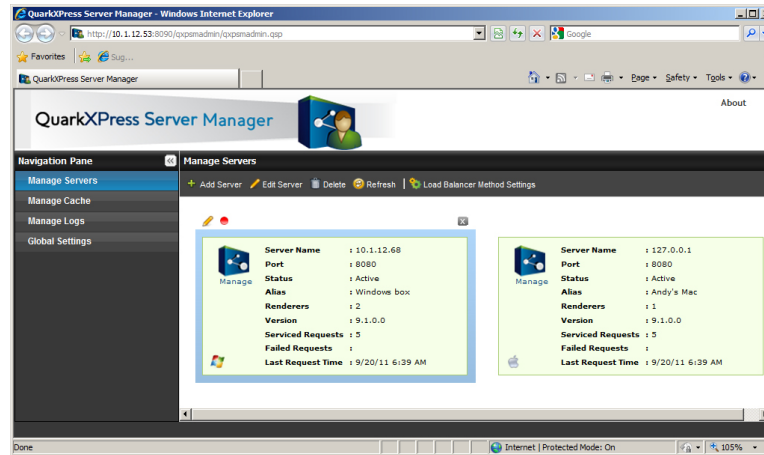 QuarkXPress Server Manager - Windows Internet Explorer
http://10.1.12.53:8090/qxpsmadmin/qxpsmadmin.qsp
Google
Favorites Sug...
QuarkXPress Server Manager
Page Safety Tools
About
QuarkXPress Server Manager
Navigation Pane
Manage Servers
Manage Cache
Manage Logs
Global Settings
Manage Servers
Add Server Edit Server Delete Refresh | Load Balancer Method Settings
Manage
Server Name : 10.1.12.68
Port : 8080
Status : Active
Alias : Windows box
Renderers : 2
Version : 9.1.0.0
Serviced Requests : 5
Failed Requests :
Last Request Time : 9/20/11 6:39 AM
Manage
Server Name : 127.0.0.1
Port : 8080
Status : Active
Alias : Andy's Mac
Renderers : 1
Version : 9.1.0.0
Serviced Requests : 5
Failed Requests :
Last Request Time : 9/20/11 6:39 AM
Done
Internet | Protected Mode: On
105%